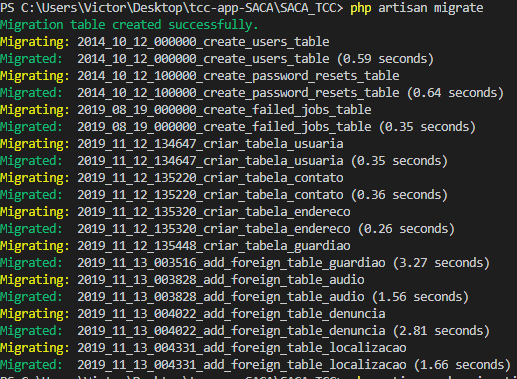 PS C:\Users\Victor\Desktop\tcc-app-SACA\SACA_TCC> php artisan migrate
Migration table created successfully.
Migrating: 2014_10_12_000000_create_users_table
Migrated:  2014_10_12_000000_create_users_table (0.59 seconds)
Migrating: 2014_10_12_100000_create_password_resets_table
Migrated:  2014_10_12_100000_create_password_resets_table (0.64 seconds)
Migrating: 2019_08_19_000000_create_failed_jobs_table
Migrated:  2019_08_19_000000_create_failed_jobs_table (0.35 seconds)
Migrating: 2019_11_12_134647_criar_tabela_usuaria
Migrated:  2019_11_12_134647_criar_tabela_usuaria (0.35 seconds)
Migrating: 2019_11_12_135220_criar_tabela_contato
Migrated:  2019_11_12_135220_criar_tabela_contato (0.36 seconds)
Migrating: 2019_11_12_135320_criar_tabela_endereco
Migrated:  2019_11_12_135320_criar_tabela_endereco (0.26 seconds)
Migrating: 2019_11_12_135448_criar_tabela_guardiao
Migrated:  2019_11_13_003516_add_foreign_table_guardiao (3.27 seconds)
Migrating: 2019_11_13_003828_add_foreign_table_audio
Migrated:  2019_11_13_003828_add_foreign_table_audio (1.56 seconds)
Migrating: 2019_11_13_004022_add_foreign_table_denuncia
Migrated:  2019_11_13_004022_add_foreign_table_denuncia (2.81 seconds)
Migrating: 2019_11_13_004331_add_foreign_table_localizacao
Migrated:  2019_11_13_004331_add_foreign_table_localizacao (1.66 seconds)